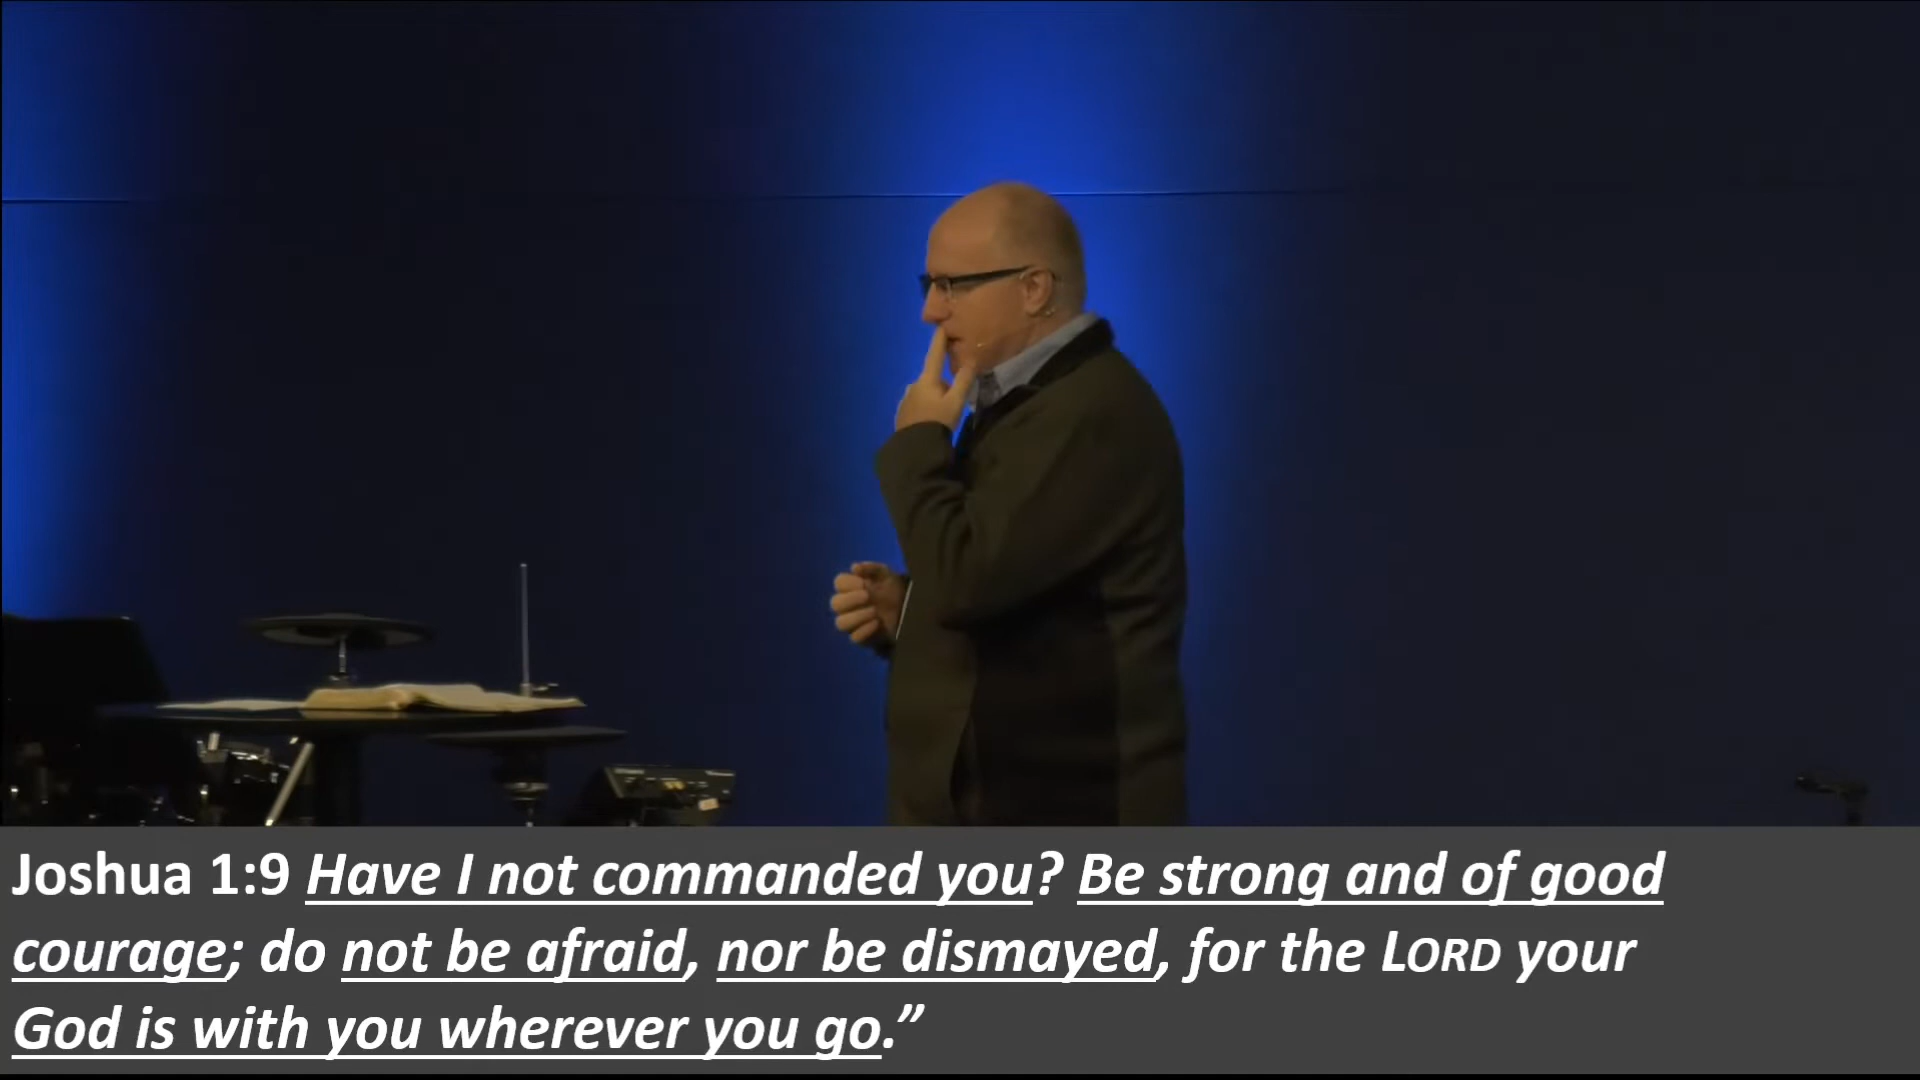 Joshua 1:9 Have I not commanded you? Be strong and of good
courage; do not be afraid, nor be dismayed, for the LORD your
God is with you wherever you go.”